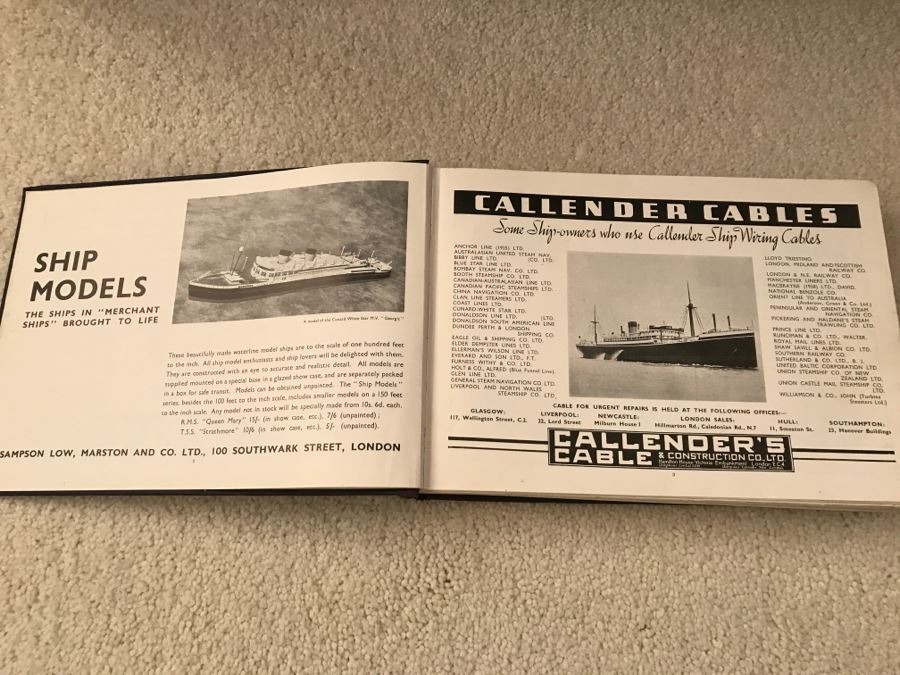 SHIP
MODELS
THE SHIPS IN "MERCHANT
SHIPS" BROUGHT TO LIFE
A model of the Cunard White Star M.V. "Georgic"
These beautifully made waterline model ships are to the scale of one hundred feet
to the inch. All ship model enthusiasts and ship lovers will be delighted with them.
They are constructed with an eye to accurate and realistic detail. All models are
supplied mounted on a special base in a glazed show case, and are separately packed
in a box for safe transit. Models can be obtained unpainted. The "Ship Models"
series, besides the 100 feet to the inch scale, includes smaller models on a 150 feet
to the inch scale. Any model not in stock will be specially made from 10s. 6d. each.
R.M.S. "Queen Mary" 15/- (in show case, etc.), 7/6 (unpainted);
T.S.S. "Strathmore" 10/6 (in show case, etc.), 5/- (unpainted).
SAMPSON LOW, MARSTON AND CO. LTD., 100 SOUTHWARK STREET, LONDON
CALLENDER CABLES
Some Ship-owners who use Callender Ship Wiring Cables
ANCHOR LINE (1935) LTD.
AUSTRALASIAN UNITED STEAM NAV.
BIBBY LINE LTD. (CO. LTD.
BLUE STAR LINE LTD.
BOMBAY STEAM NAV. CO. LTD.
BOOTH STEAMSHIP CO. LTD.
CANADIAN-AUSTRALASIAN LINE LTD.
CANADIAN PACIFIC STEAMSHIPS LTD.
CHINA NAVIGATION CO. LTD.
CLAN LINE STEAMERS LTD.
COAST LINES LTD.
CUNARD-WHITE STAR LTD.
DONALDSON LINE LTD. (LTD.
DONALDSON SOUTH AMERICAN LINE
DUNDEE PERTH & LONDON
SHIPPING CO.
EAGLE OIL & SHIPPING CO. LTD.
ELDER DEMPSTER LINES LTD.
ELLERMAN'S WILSON LINE LTD.
EVERARD AND SON LTD., F.T.
FURNESS WITHY & CO. LTD.
HOLT & CO., ALFRED (Blue Funnel Line).
GLEN LINE LTD.
GENERAL STEAM NAVIGATION CO. LTD.
LIVERPOOL AND NORTH WALES
STEAMSHIP CO. LTD.
LLOYD TRIESTINO
LONDON, MIDLAND AND SCOTTISH
RAILWAY CO.
LONDON & N.E. RAILWAY CO.
MANCHESTER LINERS LTD.
MACBRAYNE (1928) LTD., DAVID.
NATIONAL BENZOLE CO.
ORIENT LINE TO AUSTRALIA
(Anderson, Green & Co. Ltd.)
PENINSULAR AND ORIENTAL STEAM
NAVIGATION CO.
PICKERING AND HALDANE'S STEAM
TRAWLING CO. LTD.
PRINCE LINE LTD.
RUNCIMAN & CO. LTD., WALTER.
ROYAL MAIL LINES LTD.
SHAW SAVILL & ALBION CO. LTD.
SOUTHERN RAILWAY CO.
SUTHERLAND & CO. LTD., B. J.
UNITED BALTIC CORPORATION LTD
UNION STEAMSHIP CO. OF NEW
ZEALAND LTD.
UNION CASTLE MAIL STEAMSHIP CO.
LTD.
WILLIAMSON & CO., JOHN (Turbine
Steamers Ltd.)
CABLE FOR URGENT REPAIRS IS HELD AT THE FOLLOWING OFFICES:—
GLASGOW: LIVERPOOL: NEWCASTLE: LONDON SALES: HULL: SOUTHAMPTON:
117, Wellington Street, C.2. 22, Lord Street Milburn House Hillmarton Rd., Caledonian Rd., N.7 11, Smeaton St. 23, Hanover Buildings
CALLENDER'S
CABLE & CONSTRUCTION CO. LTD.
Hamilton House Victoria Embankment London E.C.4.